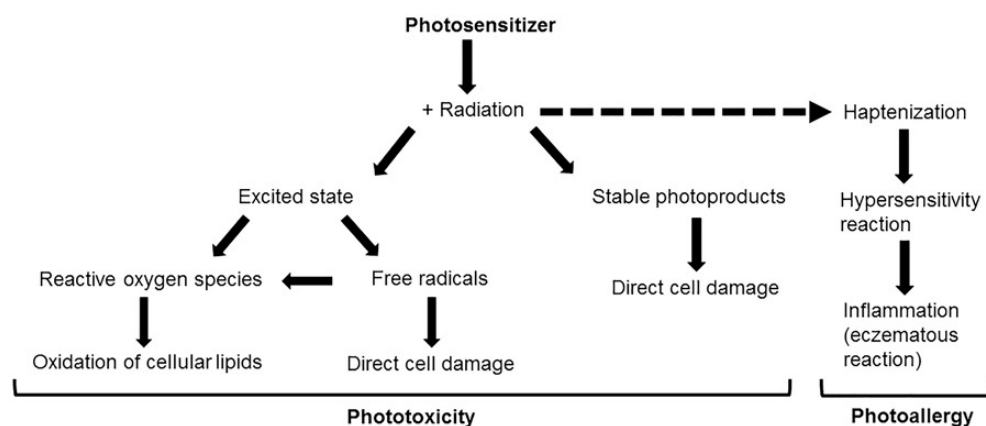 Photosensitizer
+ Radiation
Haptenization
Excited state
Stable photoproducts
Hypersensitivity
reaction
Reactive oxygen species
Free radicals
Direct cell damage
Inflammation
(eczematous
reaction)
Oxidation of cellular lipids
Direct cell damage
Phototoxicity
Photoallergy